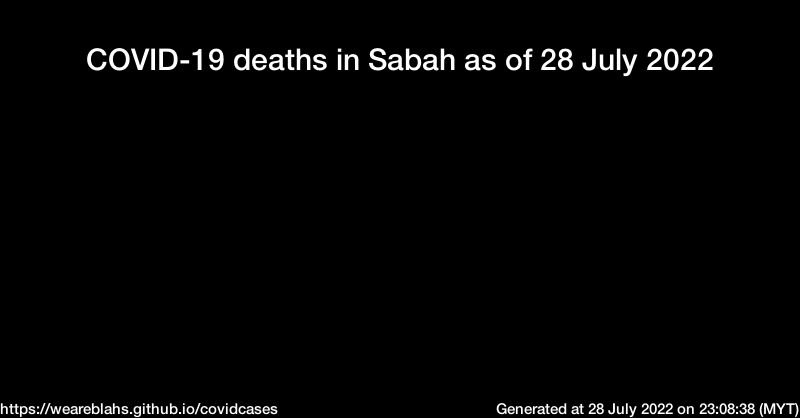 COVID-19 deaths in Sabah as of 28 July 2022
https://weareblahs.github.io/covidcases
Generated at 28 July 2022 on 23:08:38 (MYT)